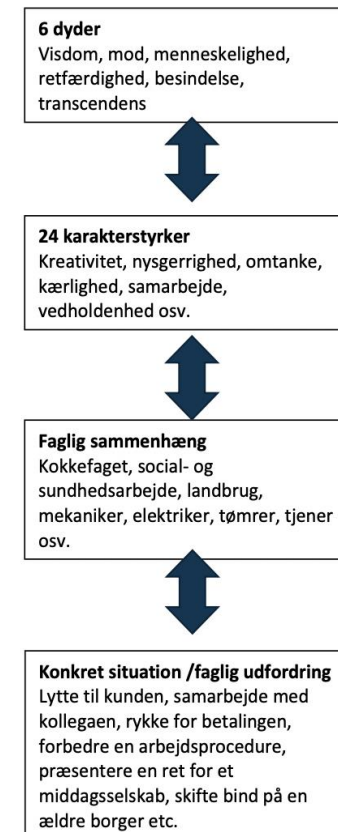 6 dyder
Visdom, mod, menneskelighed,
retfærdighed, besindelse,
transcendens
24 karakterstyrker
Kreativitet, nysgerrighed, omtanke,
kærlighed, samarbejde,
vedholdenhed osv.
Faglig sammenhæng
Kokkefaget, social- og
sundhedsarbejde, landbrug,
mekaniker, elektriker, tømrer, tjener
osv.
Konkret situation /faglig udfordring
Lytte til kunden, samarbejde med
kollegaen, rykke for betalingen,
forbedre en arbejdsprocedure,
præsentere en ret for et
middagsselskab, skifte bind på en
ældre borger etc.